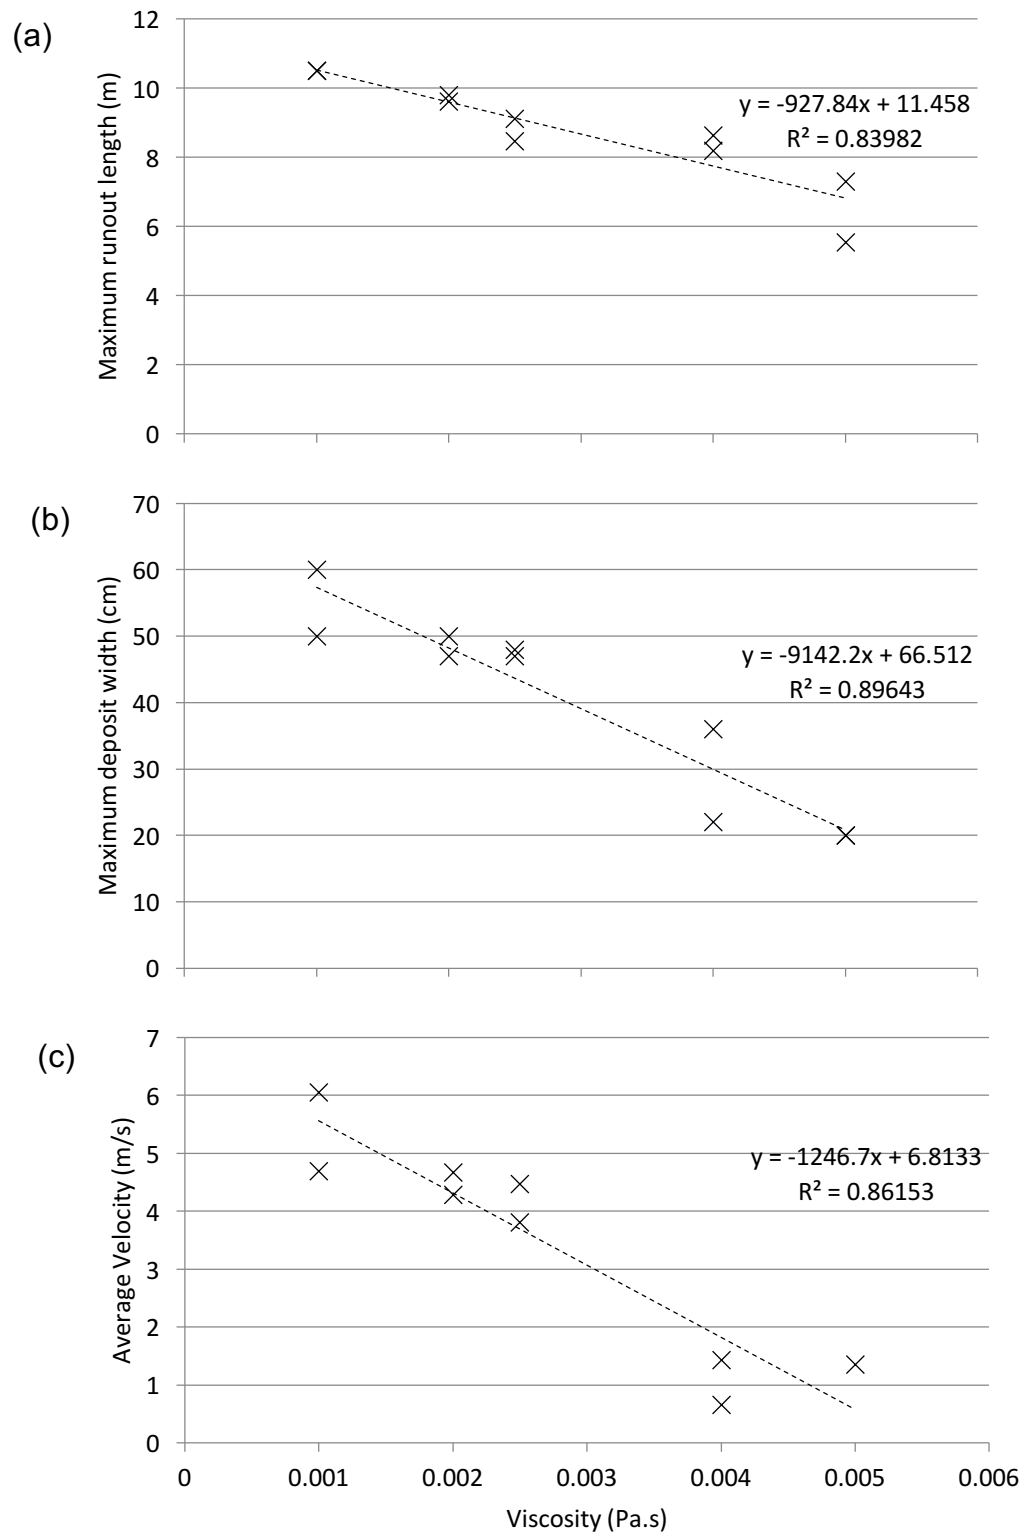 (a)
Maximum runout length (m)
12
10
8
6
4
2
0
y = -927.84x + 11.458
R² = 0.83982
(b)
Maximum deposit width (cm)
70
60
50
40
30
20
10
0
y = -9142.2x + 66.512
R² = 0.89643
(c)
Average Velocity (m/s)
7
6
5
4
3
2
1
0
y = -1246.7x + 6.8133
R² = 0.86153
0 0.001 0.002 0.003 0.004 0.005 0.006
Viscosity (Pa.s)